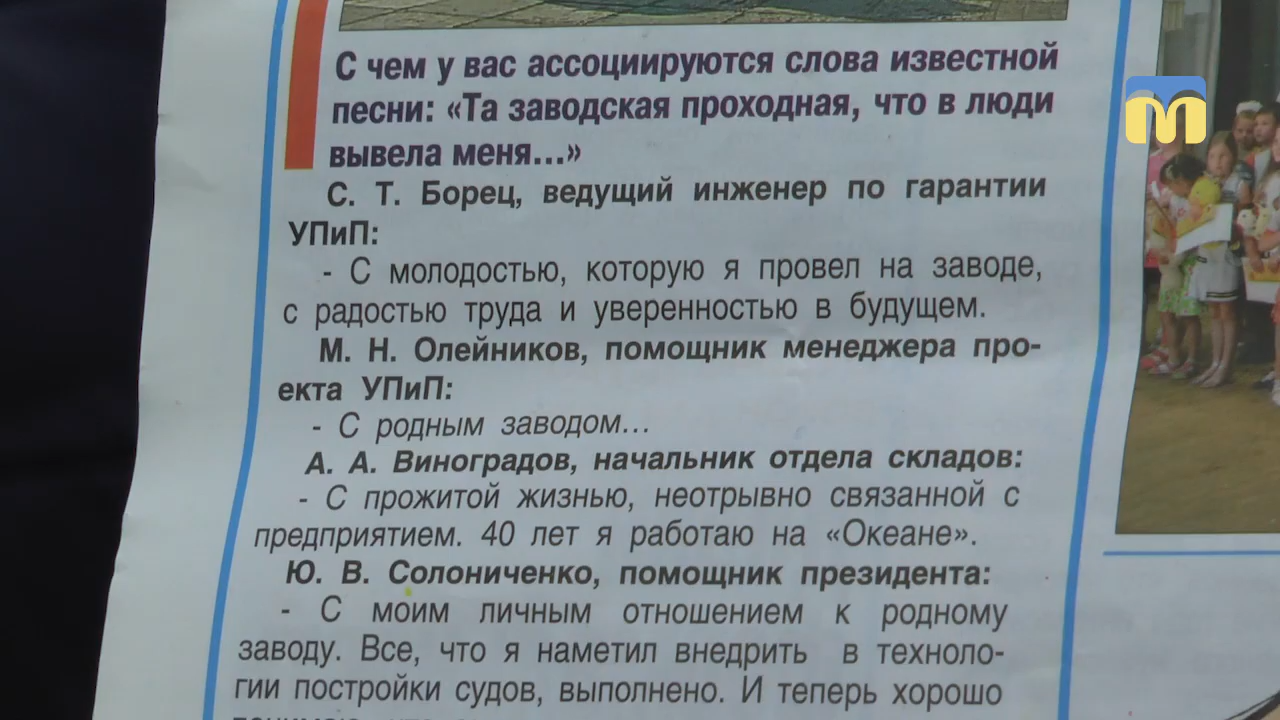 С чем у вас ассоциируются слова известной
песни: «Та заводская проходная, что в люди
вывела меня...»
С. Т. Борец, ведущий инженер по гарантии
УПиП:
- С молодостью, которую я провел на заводе,
с радостью труда и уверенностью в будущем.
М. Н. Олейников, помощник менеджера про-
екта УПиП:
- С родным заводом...
А. А. Виноградов, начальник отдела складов:
- С прожитой жизнью, неотрывно связанной с
предприятием. 40 лет я работаю на «Океане».
Ю. В. Солониченко, помощник президента:
- С моим личным отношением к родному
заводу. Все, что я наметил внедрить в техноло-
гии постройки судов, выполнено. И теперь хорошо